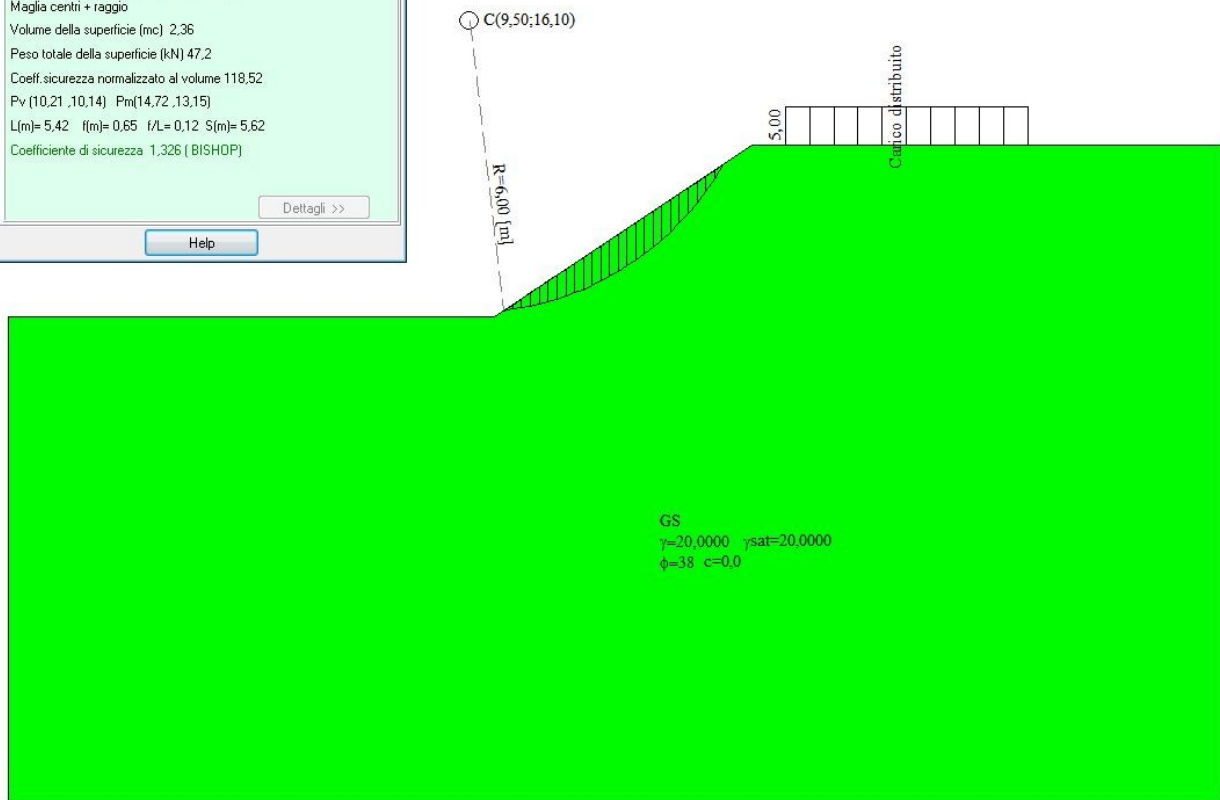 Maglia centri + raggio
Volume della superficie (mc) 2,36
Peso totale della superficie (kN) 47,2
Coeff.sicurezza normalizzato al volume 118,52
Pv (10,21 ,10,14) Pm(14,72 ,13,15)
L(m)= 5,42 f(m)= 0,65 f/L= 0,12 S(m)= 5,62
Coefficiente di sicurezza 1,326 ( BISHOP)
Dettagli >>
Help
C(9,50;16,10)
R=6,00 [m]
5,00
Carico distribuito
GS
γ=20,0000 γsat=20,0000
ϕ=38 c=0,0